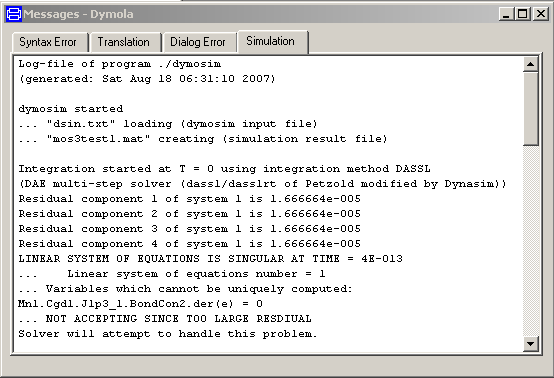 Messages - Dymola
Syntax Error Translation Dialog Error Simulation
Log-file of program ./dymosim
(generated: Sat Aug 18 06:31:10 2007)
dymosim started
... "dsin.txt" loading (dymosim input file)
... "mos3test1.mat" creating (simulation result file)
Integration started at T = 0 using integration method DASSL
(DAE multi-step solver (dassl/dasslrt of Petzold modified by Dynasim))
Residual component 1 of system 1 is 1.666664e-005
Residual component 2 of system 1 is 1.666664e-005
Residual component 3 of system 1 is 1.666664e-005
Residual component 4 of system 1 is 1.666664e-005
LINEAR SYSTEM OF EQUATIONS IS SINGULAR AT TIME = 4E-013
... Linear system of equations number = 1
... Variables which cannot be uniquely computed:
Mn1.Cgd1.J1p3_1.BondCon2.der(e) = 0
... NOT ACCEPTING SINCE TOO LARGE RESDIUAL
Solver will attempt to handle this problem.